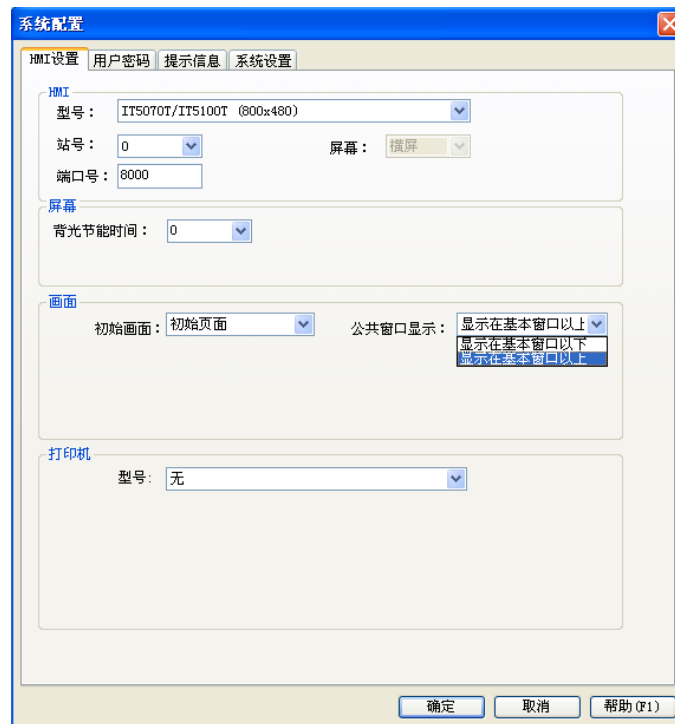 系统配置
HMI设置 用户密码 提示信息 系统设置
HMI
型号： IT5070T/IT5100T (800x480)
站号： 0 屏幕： 横屏
端口号： 8000
屏幕
背光节能时间： 0
画面
初始画面： 初始页面 公共窗口显示： 显示在基本窗口以上
显示在基本窗口以下
显示在基本窗口以上
打印机
型号: 无
确定 取消 帮助(F1)